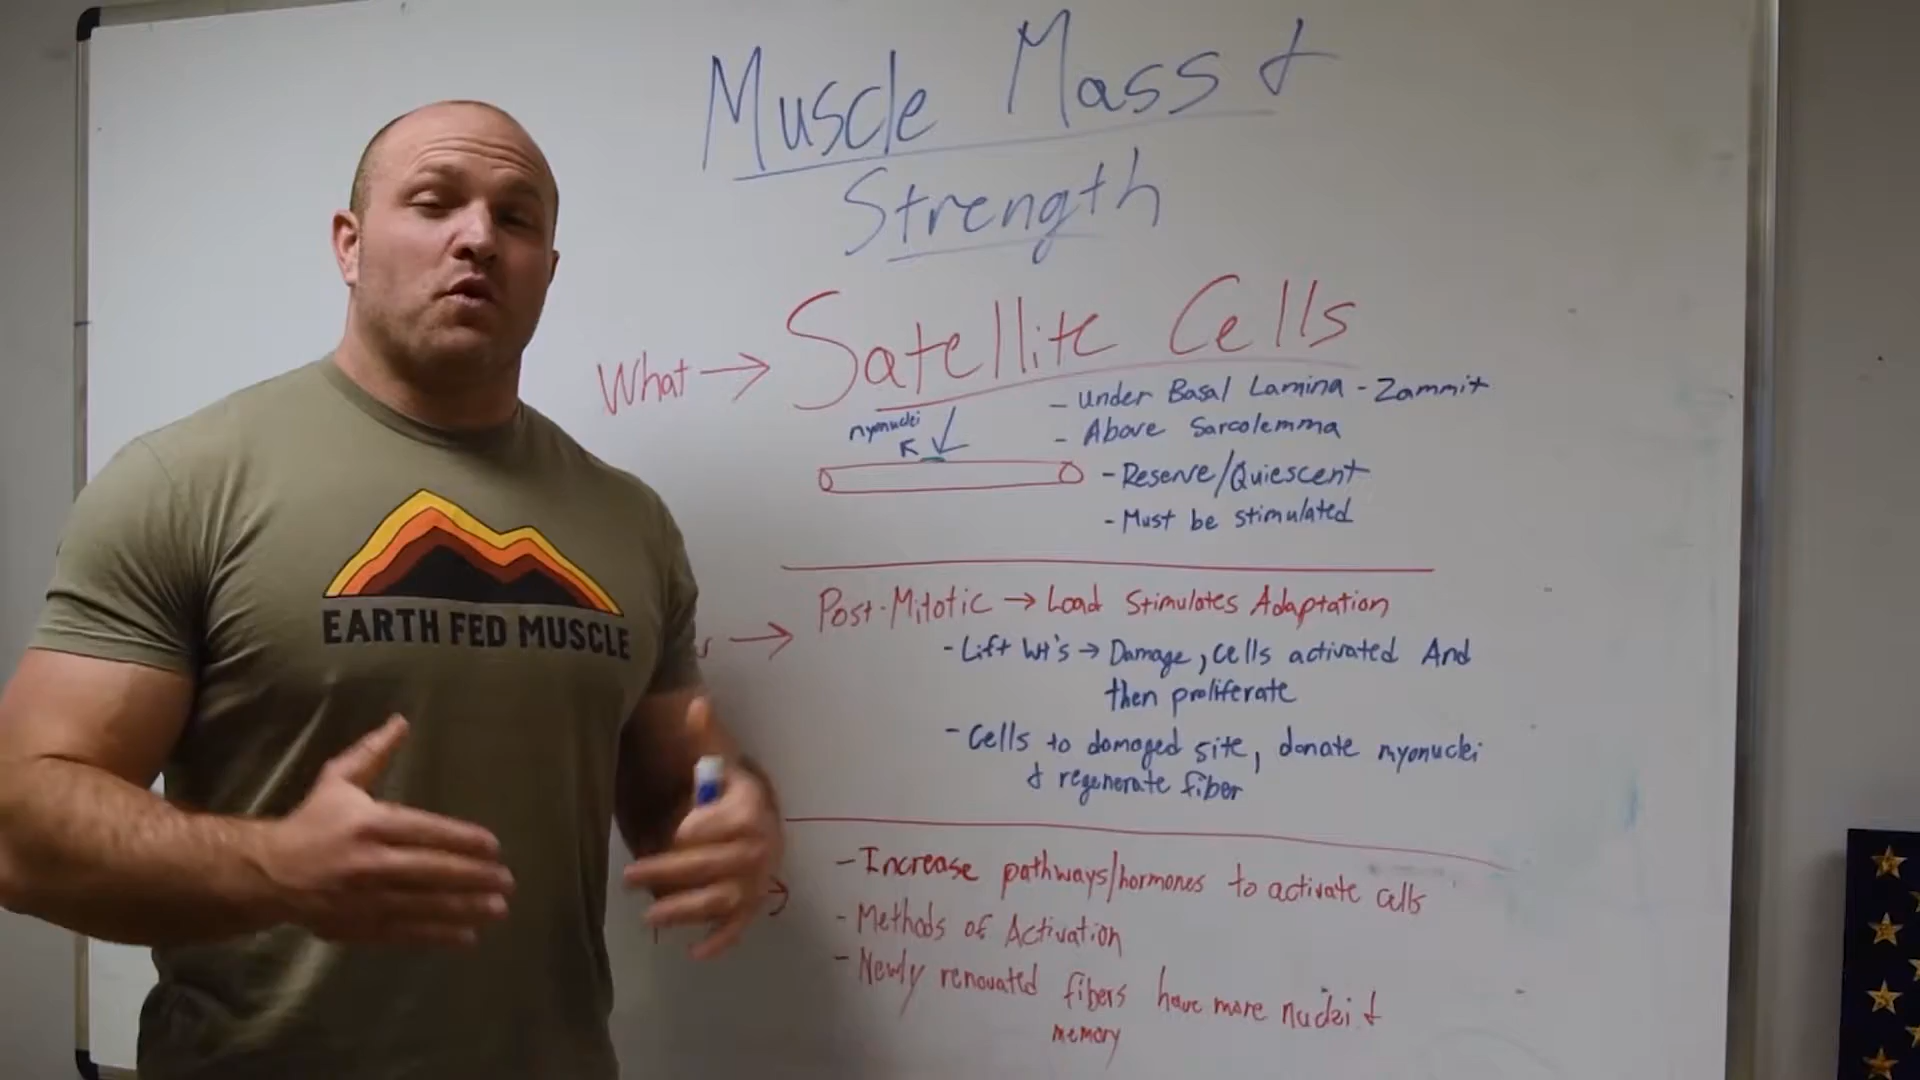 Muscle Mass &
Strength
What → Satellite Cells
- Under Basal Lamina - Zammit
myonuclei
- Above Sarcolemma
- Reserve/Quiescent
- Must be stimulated
Post-Mitotic → Load Stimulates Adaptation
- Lift Wt's → Damage, cells activated And
then proliferate
- Cells to damaged site, donate myonuclei
& regenerate fiber
- Increase pathways/hormones to activate cells
- Methods of Activation
- Newly renovated fibers have more nuclei &
memory
EARTH FED MUSCLE